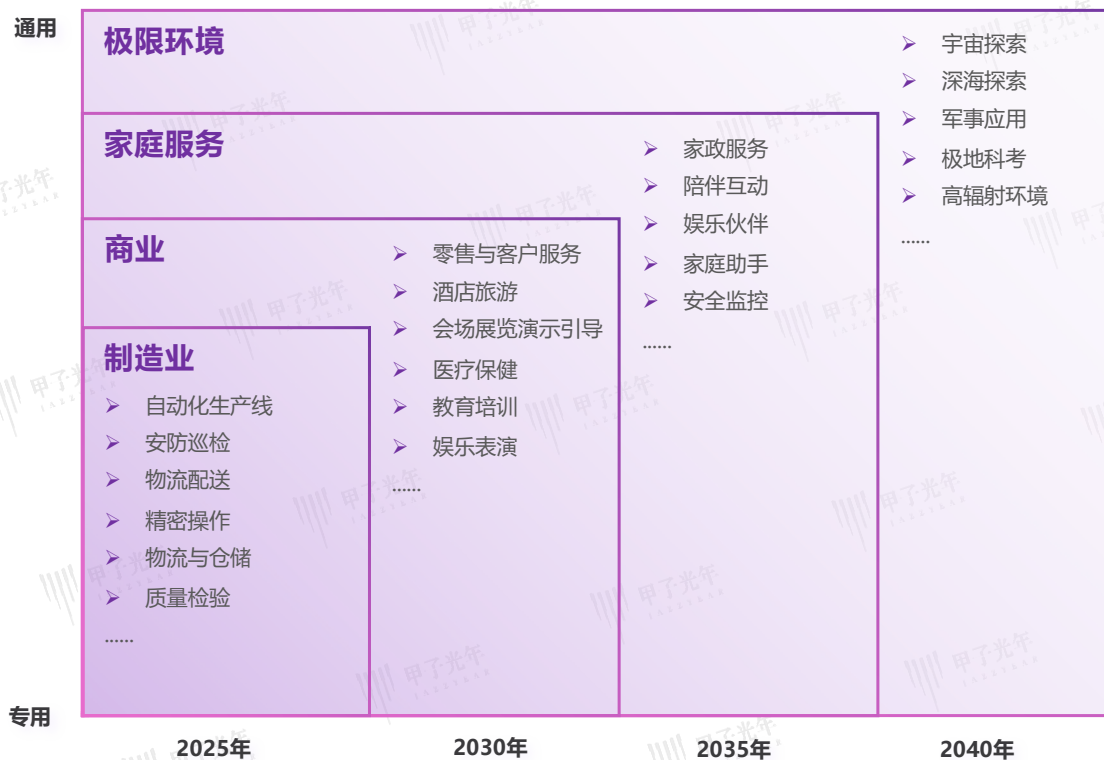 通用
极限环境
宇宙探索
深海探索
军事应用
极地科考
高辐射环境
......
家庭服务
家政服务
陪伴互动
娱乐伙伴
家庭助手
安全监控
......
商业
零售与客户服务
酒店旅游
会场展览演示引导
医疗保健
教育培训
娱乐表演
......
制造业
自动化生产线
安防巡检
物流配送
精密操作
物流与仓储
质量检验
......
专用
2025年
2030年
2035年
2040年
甲子光年
JAZZYEAR